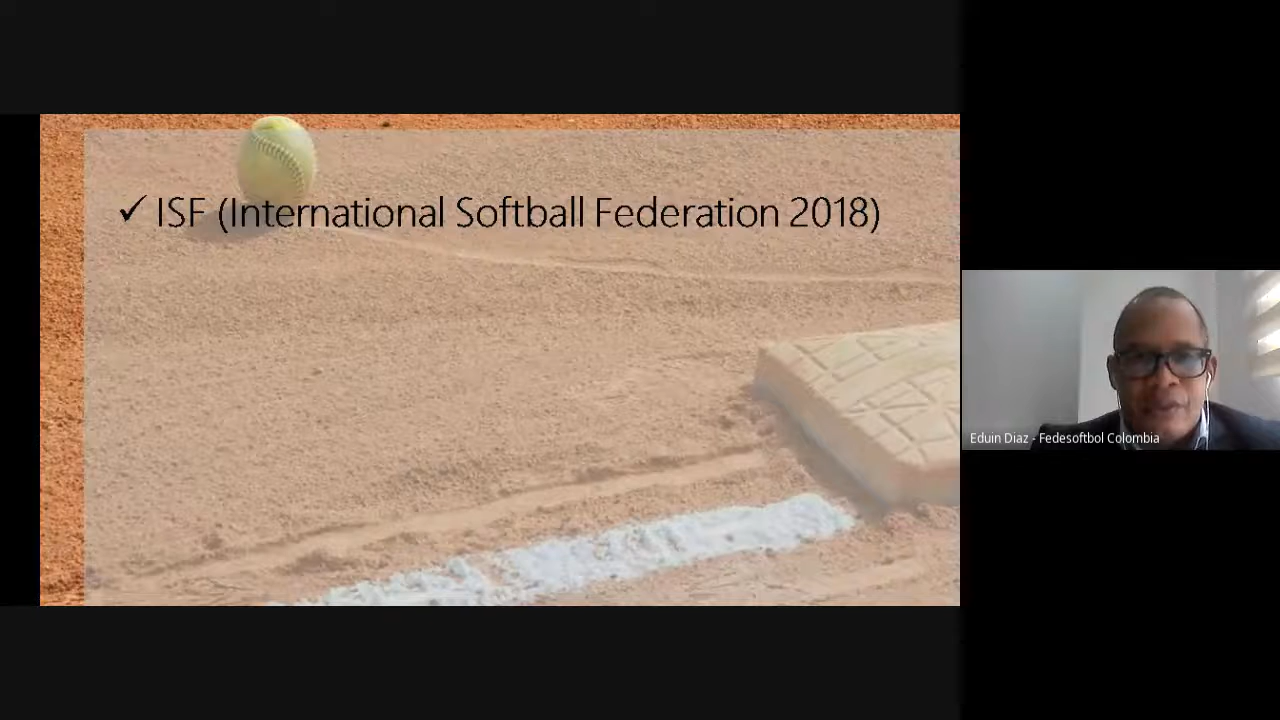 ✓ ISF (International Softball Federation 2018)
Eduin Diaz - Fedesoftbol Colombia